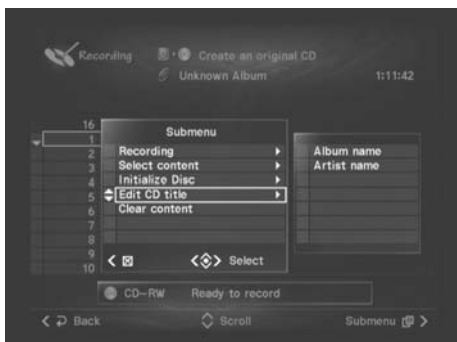 Recording Create an original CD
Unknown Album 1:11:42
16
1
2
3
4
5
6
7
8
9
10
Submenu
Recording
Select content
Initialize Disc
Edit CD title
Clear content
Select
Album name
Artist name
CD-RW Ready to record
Back Scroll Submenu